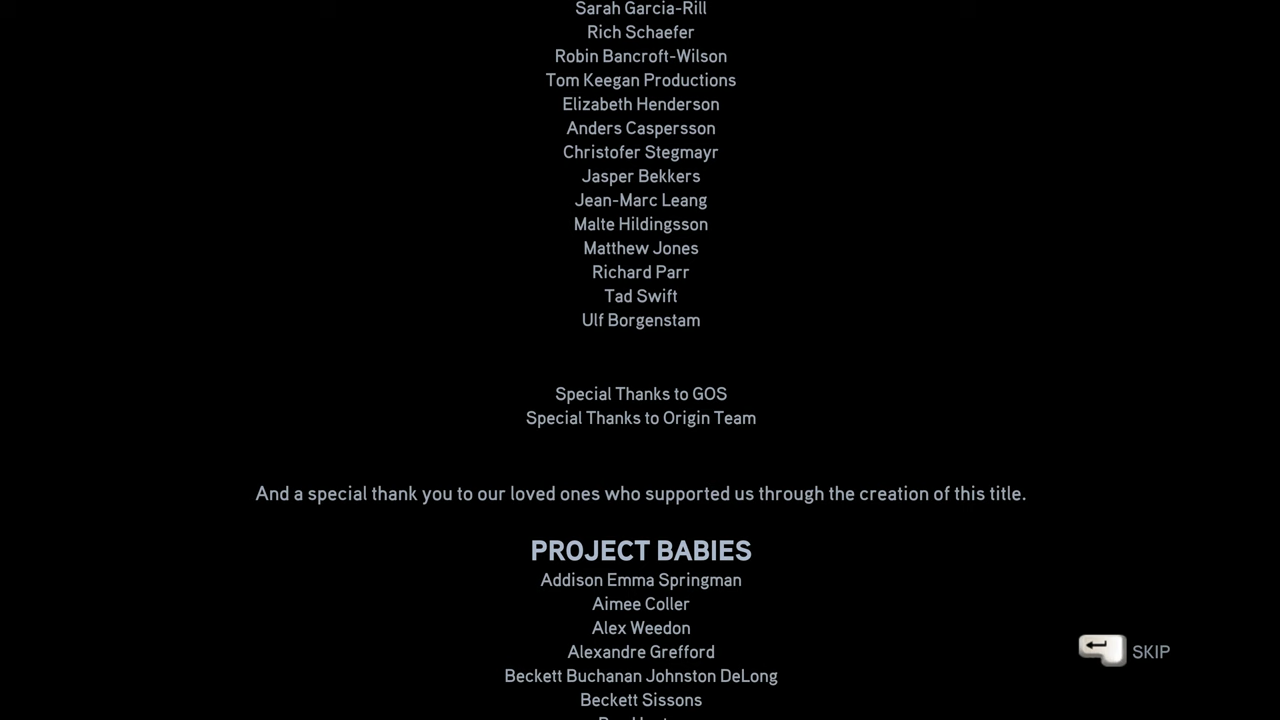 Sarah Garcia-Rill
Rich Schaefer
Robin Bancroft-Wilson
Tom Keegan Productions
Elizabeth Henderson
Anders Caspersson
Christofer Stegmayr
Jasper Bekkers
Jean-Marc Leang
Malte Hildingsson
Matthew Jones
Richard Parr
Tad Swift
Ulf Borgenstam
Special Thanks to GOS
Special Thanks to Origin Team
And a special thank you to our loved ones who supported us through the creation of this title.
PROJECT BABIES
Addison Emma Springman
Aimee Coller
Alex Weedon
Alexandre Grefford
Beckett Buchanan Johnston DeLong
Beckett Sissons
SKIP